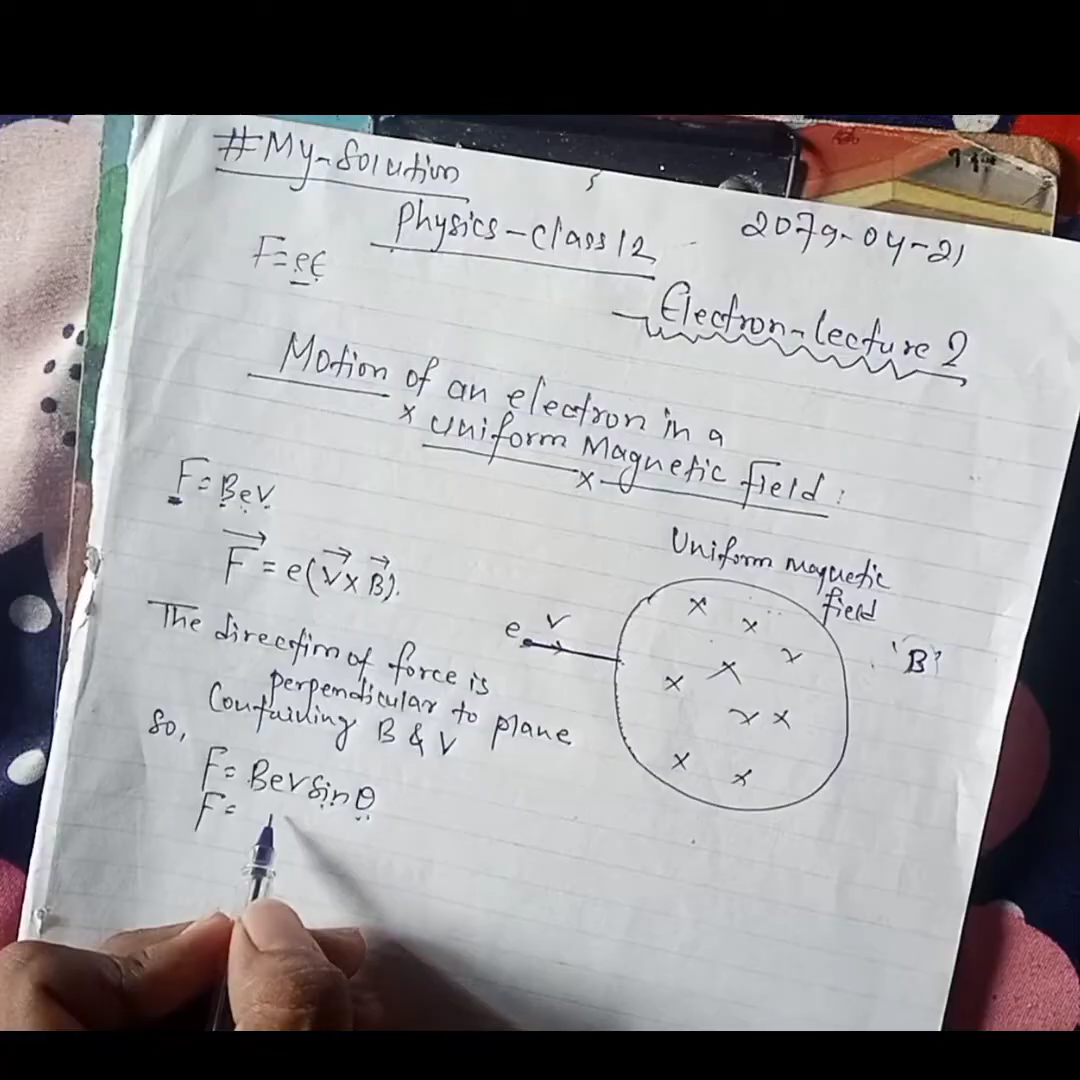 #My-Solution
Physics-class 12
2079-04-21
F=eE
Electron-lecture 2
Motion of an electron in a
x Uniform Magnetic field:
x
F=Bev
F = e(V x B).
Uniform magnetic
field
'B'
e V
x x
x x x
x x x
x x
The direction of force is
perpendicular to plane
Containing B & V
So,
F= Bev sinθ
F=